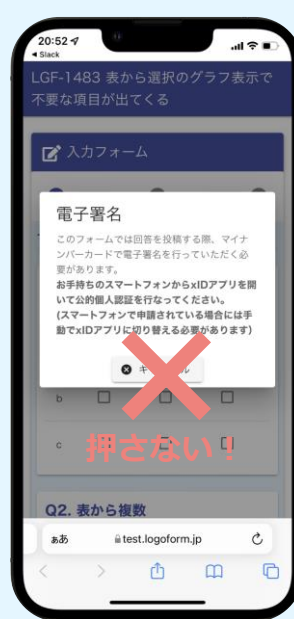 20:52
◀ Slack
LGF-1483 表から選択のグラフ表示で
不要な項目が出てくる
入力フォーム
電子署名
このフォームでは回答を投稿する際、マイナ
ンバーカードで電子署名を行っていただく必
要があります。
お手持ちのスマートフォンからxIDアプリを開
いて公的個人認証を行なってください。
(スマートフォンで申請されている場合には手
動でxIDアプリに切り替える必要があります)
b
c
押さない！
Q2. 表から複数
ぁあ
test.logoform.jp